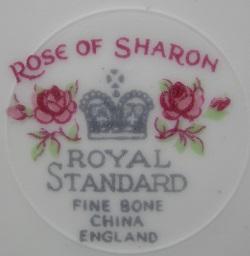 ROSE OF SHARON
ROYAL
STANDARD
FINE BONE
CHINA
ENGLAND